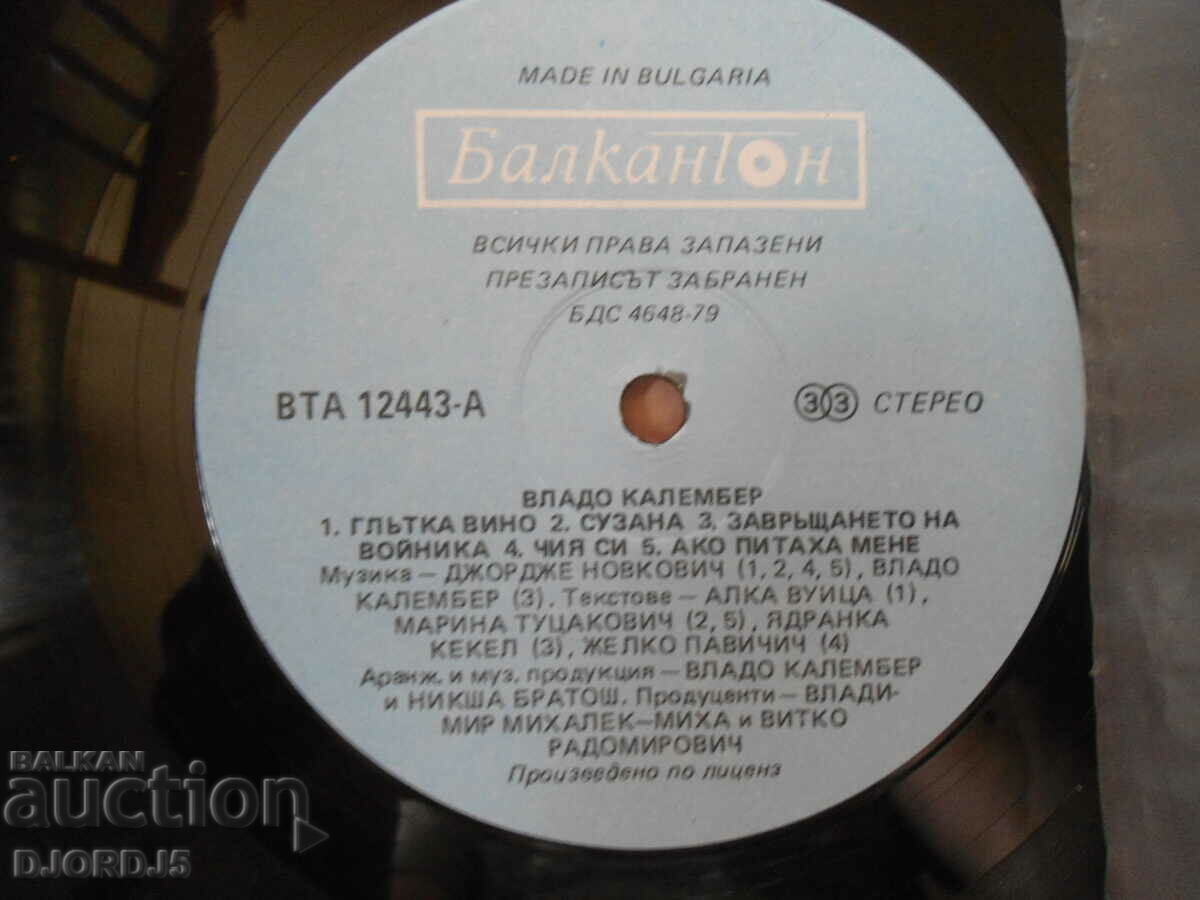 MADE IN BULGARIA
Балкантон
ВСИЧКИ ПРАВА ЗАПАЗЕНИ
ПРЕЗАПИСЪТ ЗАБРАНЕН
БДС 4648-79
ВТА 12443-А
33 СТЕРЕО
ВЛАДО КАЛЕМБЕР
1. ГЛЪТКА ВИНО 2. СУЗАНА 3. ЗАВРЪЩАНЕТО НА
ВОЙНИКА 4. ЧИЯ СИ 5. АКО ПИТАХА МЕНЕ
Музика – ДЖОРДЖЕ НОВКОВИЧ (1, 2, 4, 5), ВЛАДО
КАЛЕМБЕР (3). Текстове – АЛКА ВУИЦА (1),
МАРИНА ТУЦАКОВИЧ (2, 5), ЯДРАНКА
КЕКЕЛ (3), ЖЕЛКО ПАВИЧИЧ (4)
Аранж. и муз. продукция – ВЛАДО КАЛЕМБЕР
и НИКША БРАТОШ. Продуценти – ВЛАДИ-
МИР МИХАЛЕК–МИХА и ВИТКО
РАДОМИРОВИЧ
Произведено по лиценз
BALKAN
auction
DJORDJ5